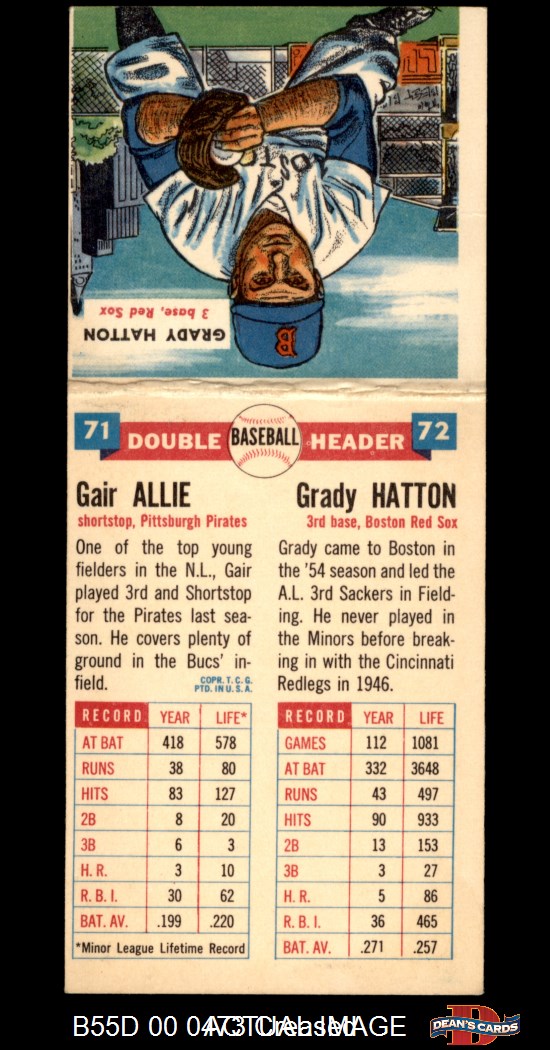 BOSTO
B
3 base, Red Sox
GRADY HATTON
71 DOUBLE BASEBALL HEADER 72
Gair ALLIE
shortstop, Pittsburgh Pirates
One of the top young
fielders in the N.L., Gair
played 3rd and Shortstop
for the Pirates last sea-
son. He covers plenty of
ground in the Bucs' in-
field.
COPR. T. C. G.
PTD. IN U. S. A.
RECORD YEAR LIFE*
AT BAT 418 578
RUNS 38 80
HITS 83 127
2B 8 20
3B 6 3
H. R. 3 10
R. B. I. 30 62
BAT. AV. .199 .220
*Minor League Lifetime Record
Grady HATTON
3rd base, Boston Red Sox
Grady came to Boston in
the '54 season and led the
A.L. 3rd Sackers in Field-
ing. He never played in
the Minors before break-
ing in with the Cincinnati
Redlegs in 1946.
RECORD YEAR LIFE
GAMES 112 1081
AT BAT 332 3648
RUNS 43 497
HITS 90 933
2B 13 153
3B 3 27
H. R. 5 86
R. B. I. 36 465
BAT. AV. .271 .257
B55D 00 0473 Creased
ACTUAL IMAGE
D
DEAN'S CARDS